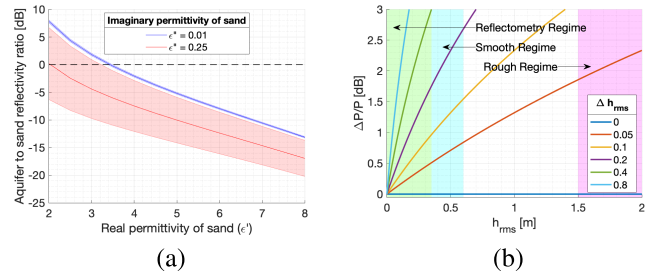 Aquifer to sand reflectivity ratio [dB]
10
5
0
-5
-10
-15
-20
-25
Imaginary permittivity of sand
ϵ" = 0.01
ϵ" = 0.25
2
3
4
5
6
7
8
Real permittivity of sand (ϵ')
(a)
ΔP/P [dB]
3
2.5
2
1.5
1
0.5
0
Reflectometry Regime
Smooth Regime
Rough Regime
Δ hrms
0
0.05
0.1
0.2
0.4
0.8
0
0.5
1
1.5
2
hrms [m]
(b)